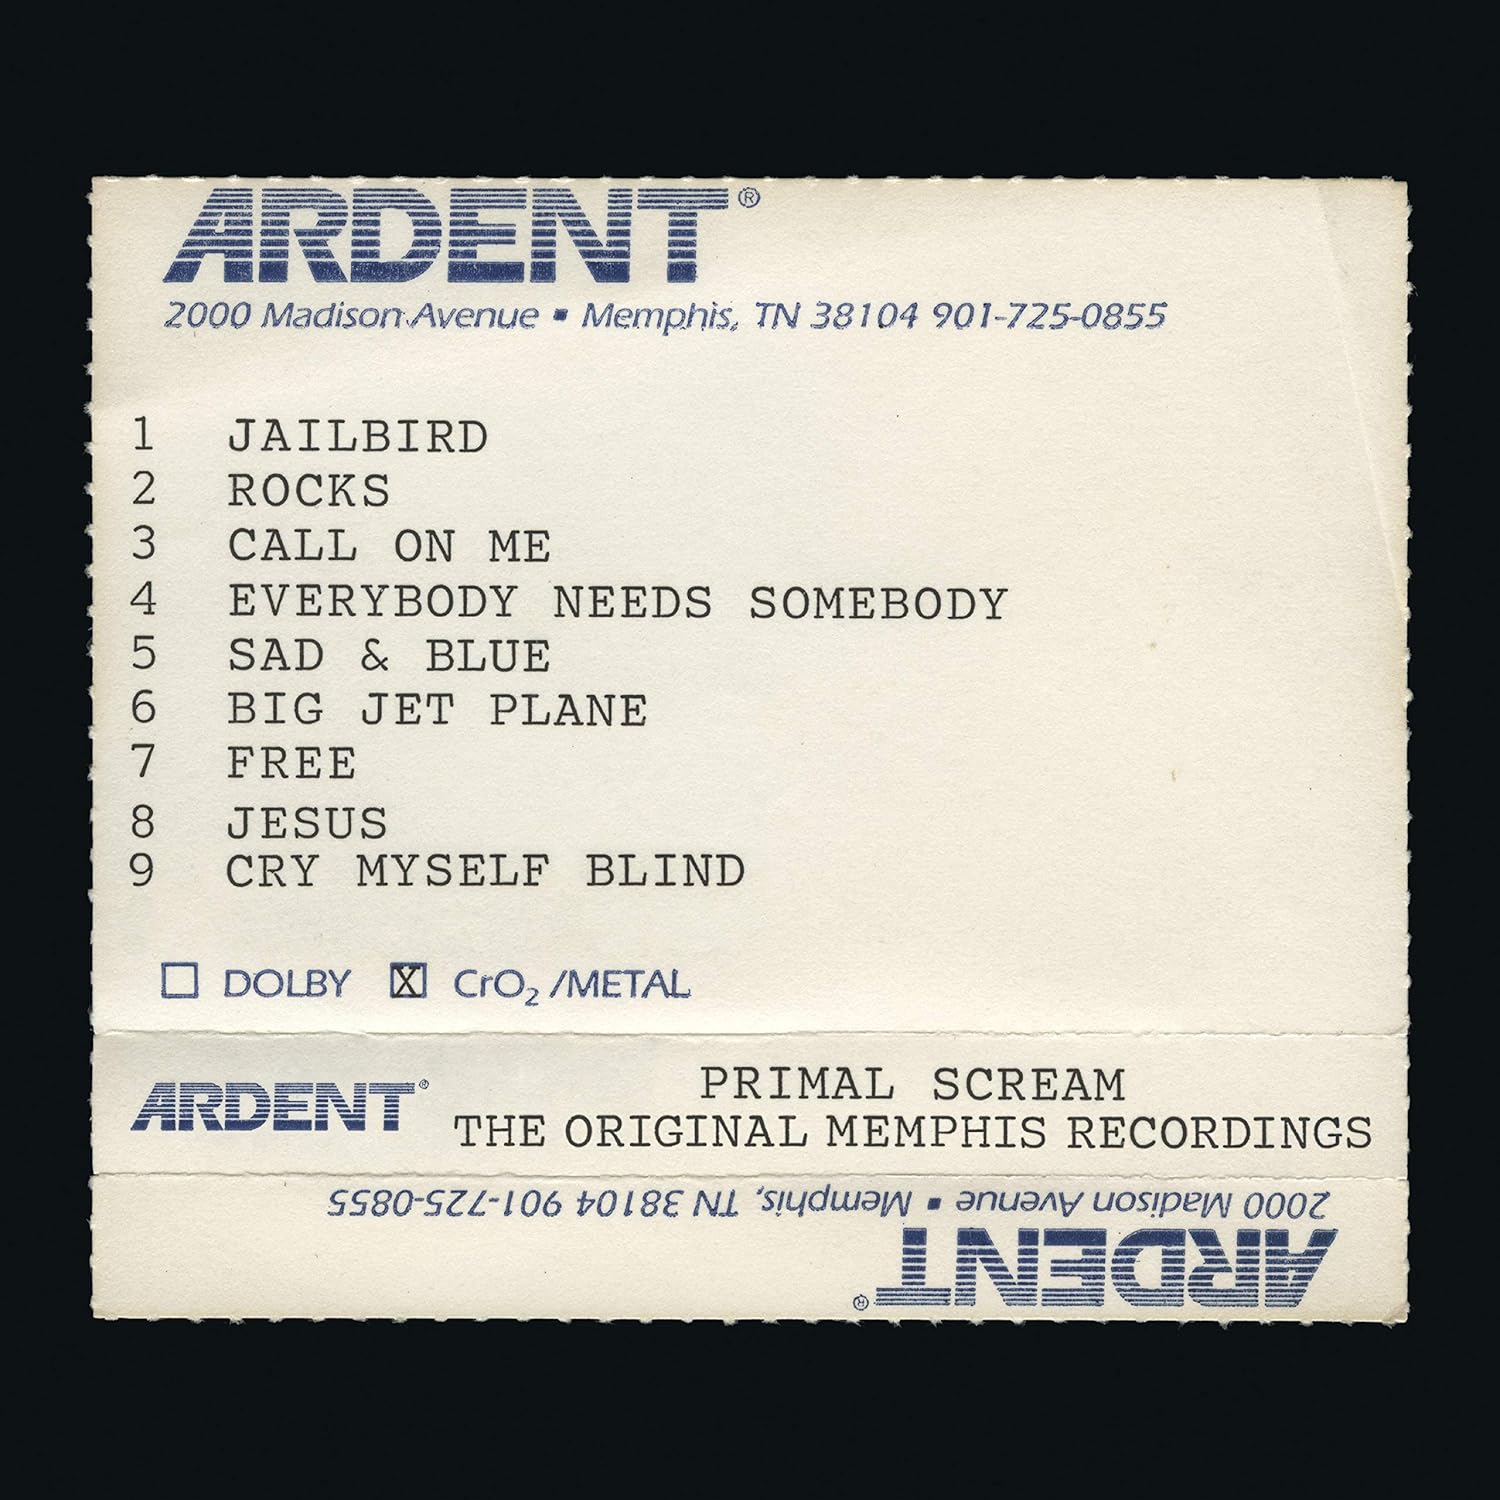 ARDENT®
2000 Madison Avenue ▪ Memphis, TN 38104 901-725-0855
1 JAILBIRD
2 ROCKS
3 CALL ON ME
4 EVERYBODY NEEDS SOMEBODY
5 SAD & BLUE
6 BIG JET PLANE
7 FREE
8 JESUS
9 CRY MYSELF BLIND
DOLBY X CrO₂/METAL
ARDENT®
PRIMAL SCREAM
THE ORIGINAL MEMPHIS RECORDINGS
ARDENT®
2000 Madison Avenue ▪ Memphis, TN 38104 901-725-0855